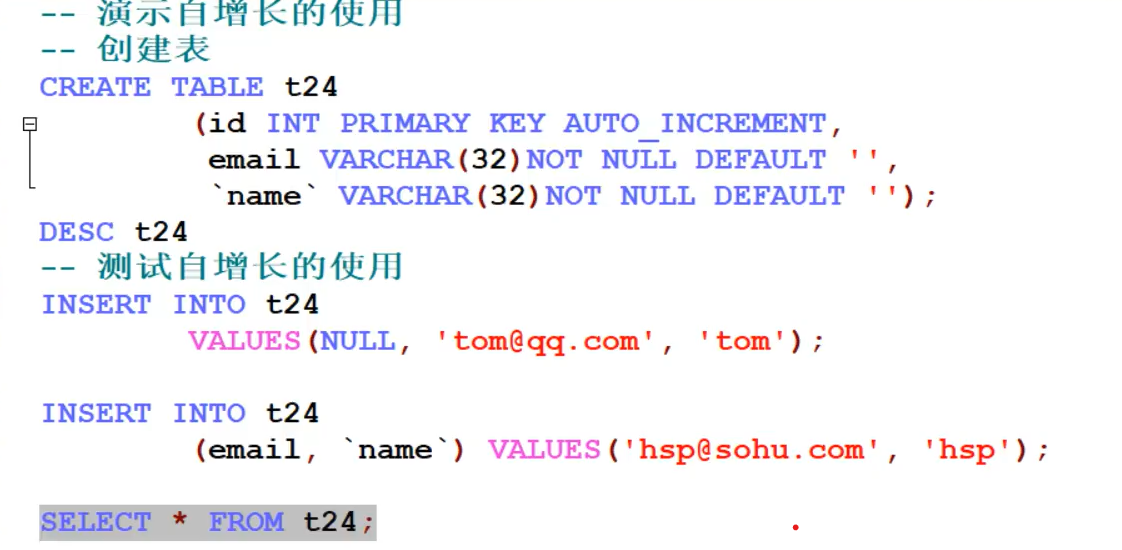 -- 演示自增长的使用
-- 创建表
CREATE TABLE t24
(id INT PRIMARY KEY AUTO_INCREMENT,
email VARCHAR(32)NOT NULL DEFAULT '',
`name` VARCHAR(32)NOT NULL DEFAULT '');
DESC t24
-- 测试自增长的使用
INSERT INTO t24
VALUES(NULL, 'tom@qq.com', 'tom');
INSERT INTO t24
(email, `name`) VALUES('hsp@sohu.com', 'hsp');
SELECT * FROM t24;